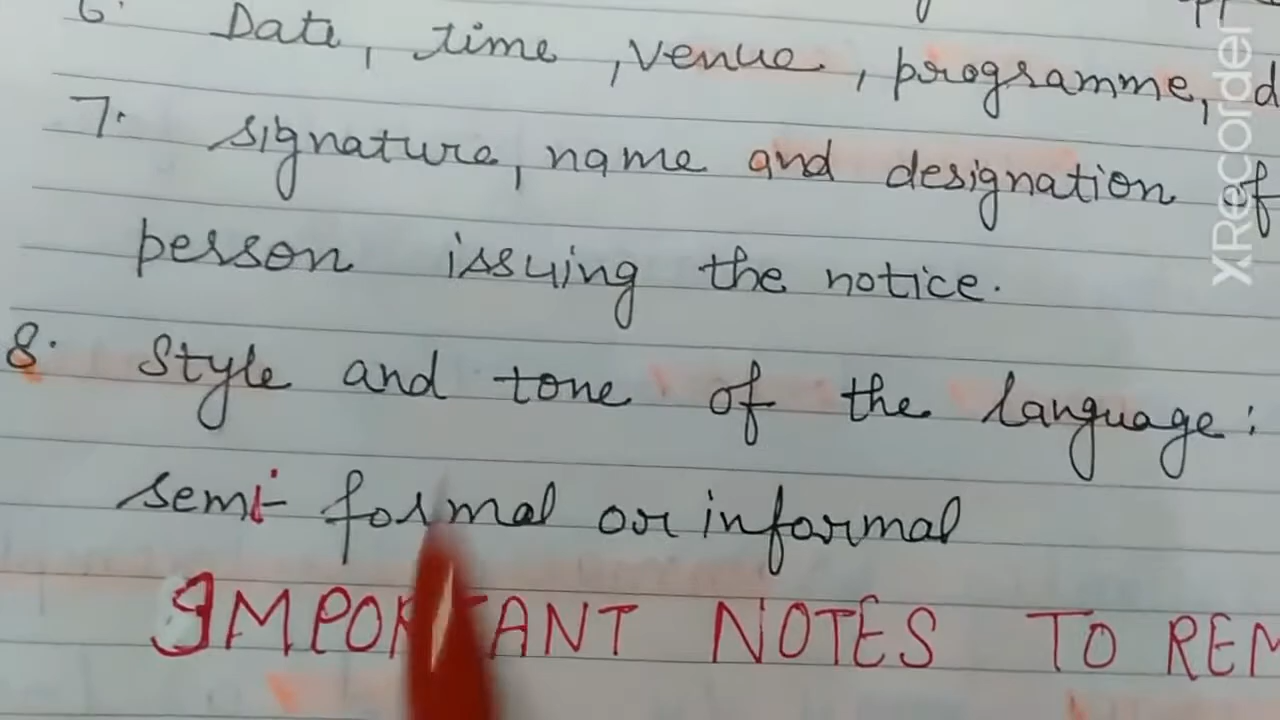 6. Date, time, venue, programme, d
7. signature, name and designation of
person issuing the notice.
8. Style and tone of the language:
semi-formal or informal
IMPORTANT NOTES TO REM
XRecorder